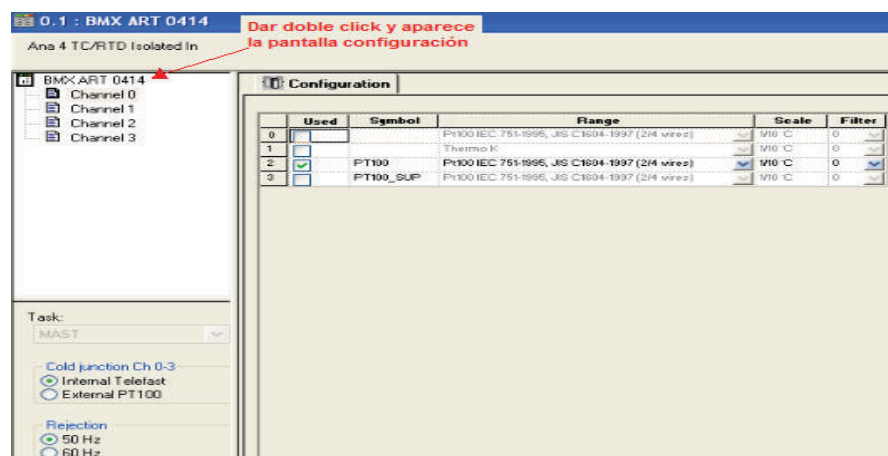 0.1 : BMX ART 0414
Dar doble click y aparece
la pantalla configuración
Ana 4 TC/RTD Isolated In
BMX ART 0414
Channel 0
Channel 1
Channel 2
Channel 3
Configuration
Used Symbol Range Scale Filter
0 Pt100 IEC 751-1995, JIS C1604-1997 (2/4 wires) 1/10 °C 0
1 Thermo K 1/10 °C 0
2 PT100 Pt100 IEC 751-1995, JIS C1604-1997 (2/4 wires) 1/10 °C 0
3 PT100_SUP Pt100 IEC 751-1995, JIS C1604-1997 (2/4 wires) 1/10 °C 0
Task:
MAST
Cold junction Ch 0-3
Internal Telefast
External PT100
Rejection
50 Hz
60 Hz